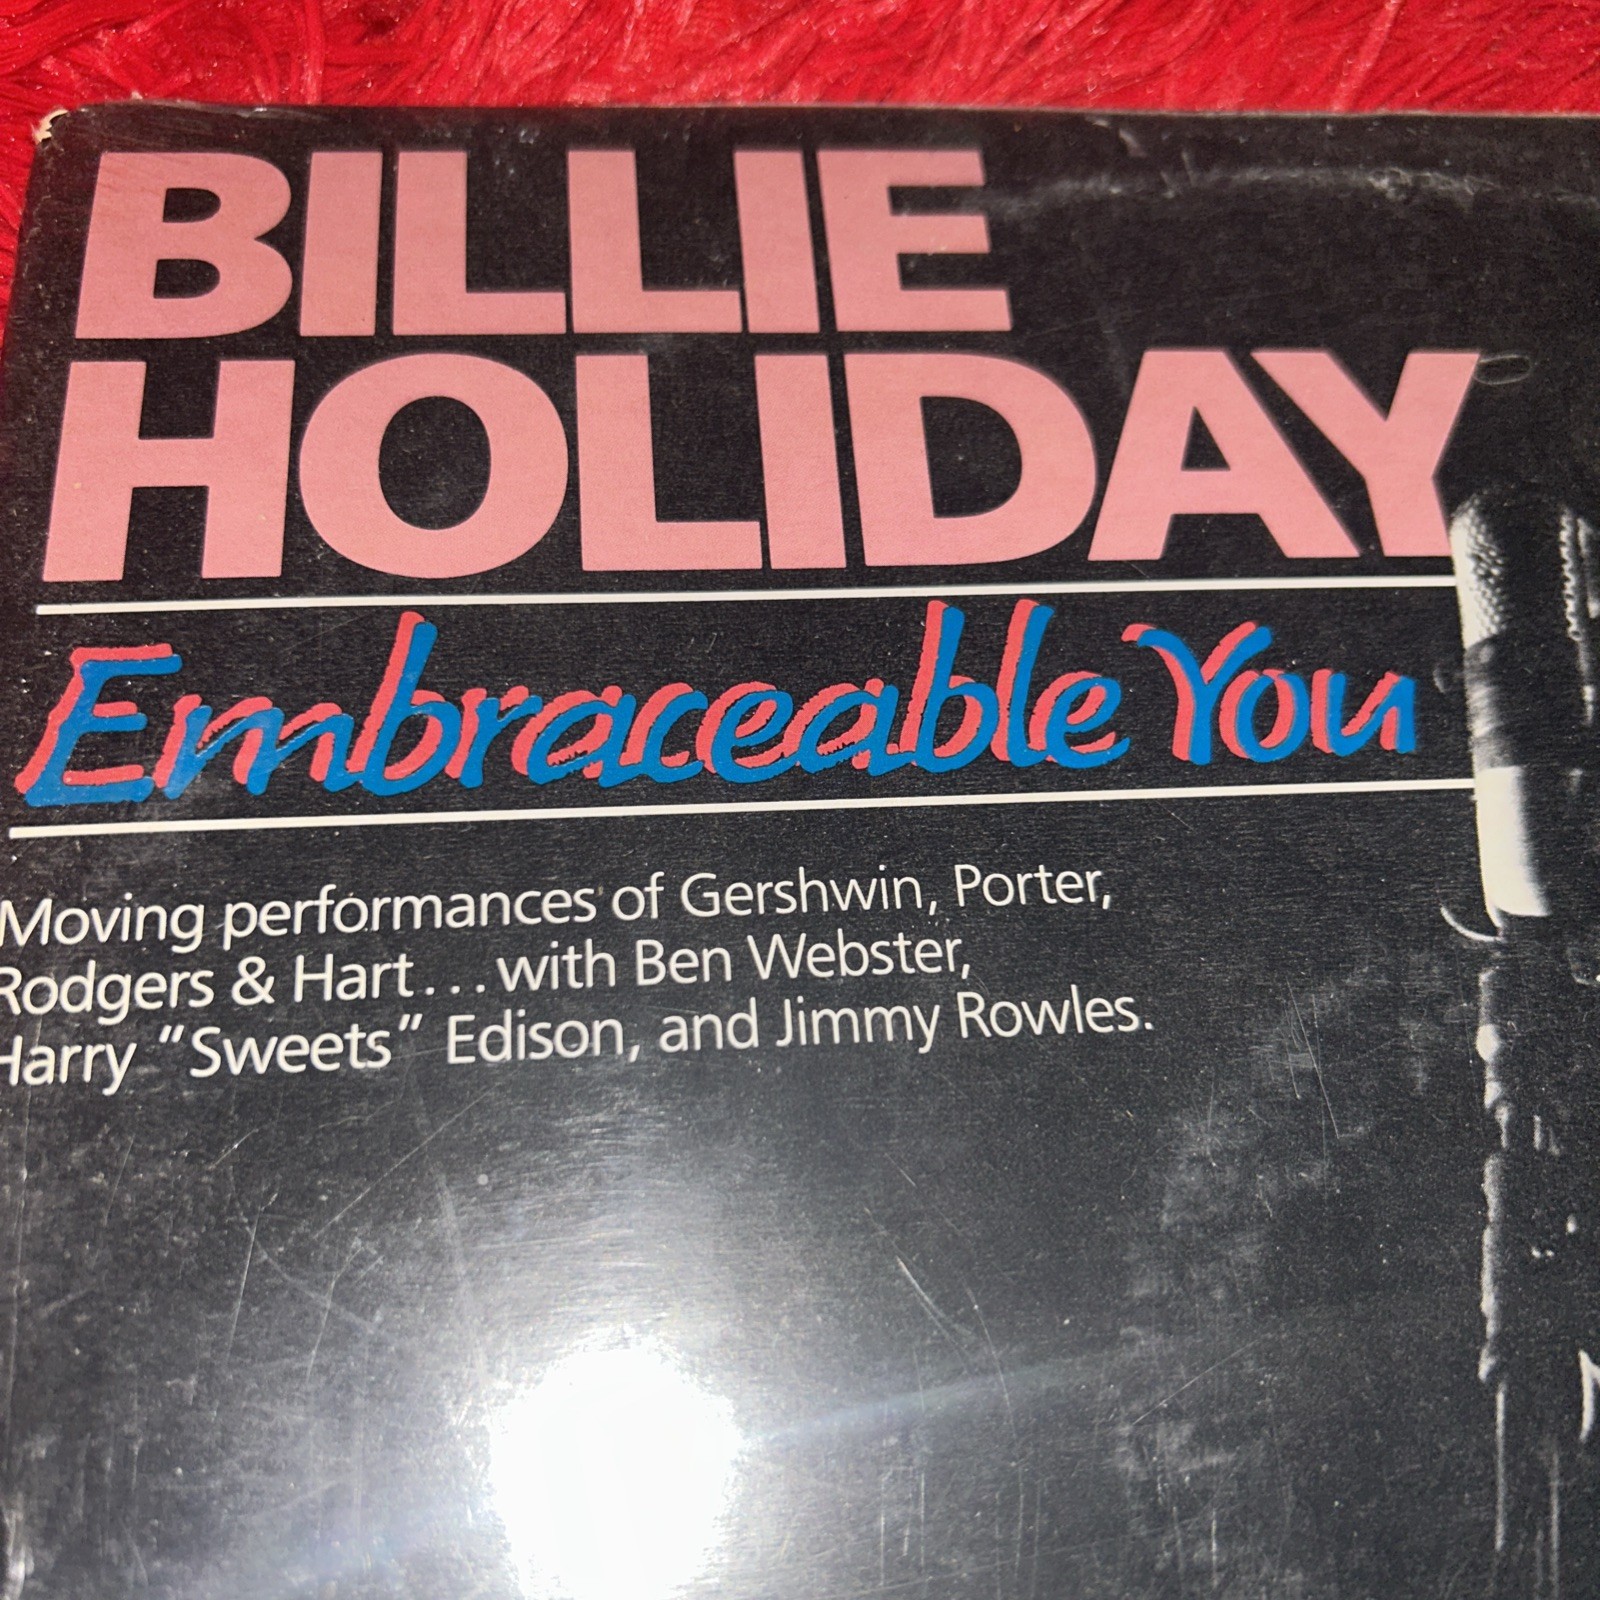 BILLIE
HOLIDAY
Embraceable You
Moving performances of Gershwin, Porter,
Rodgers & Hart...with Ben Webster,
Harry "Sweets" Edison, and Jimmy Rowles.